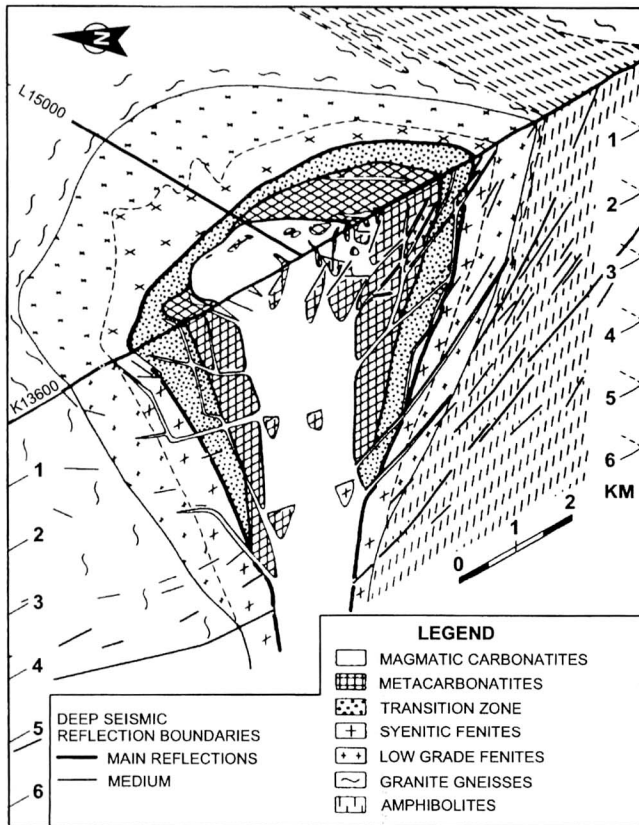 N
L15000
K13600
1
2
3
4
5
6
KM
1
2
3
4
5
6
0 1 2
LEGEND
MAGMATIC CARBONATITES
METACARBONATITES
TRANSITION ZONE
SYENITIC FENITES
LOW GRADE FENITES
GRANITE GNEISSES
AMPHIBOLITES
DEEP SEISMIC
REFLECTION BOUNDARIES
MAIN REFLECTIONS
MEDIUM